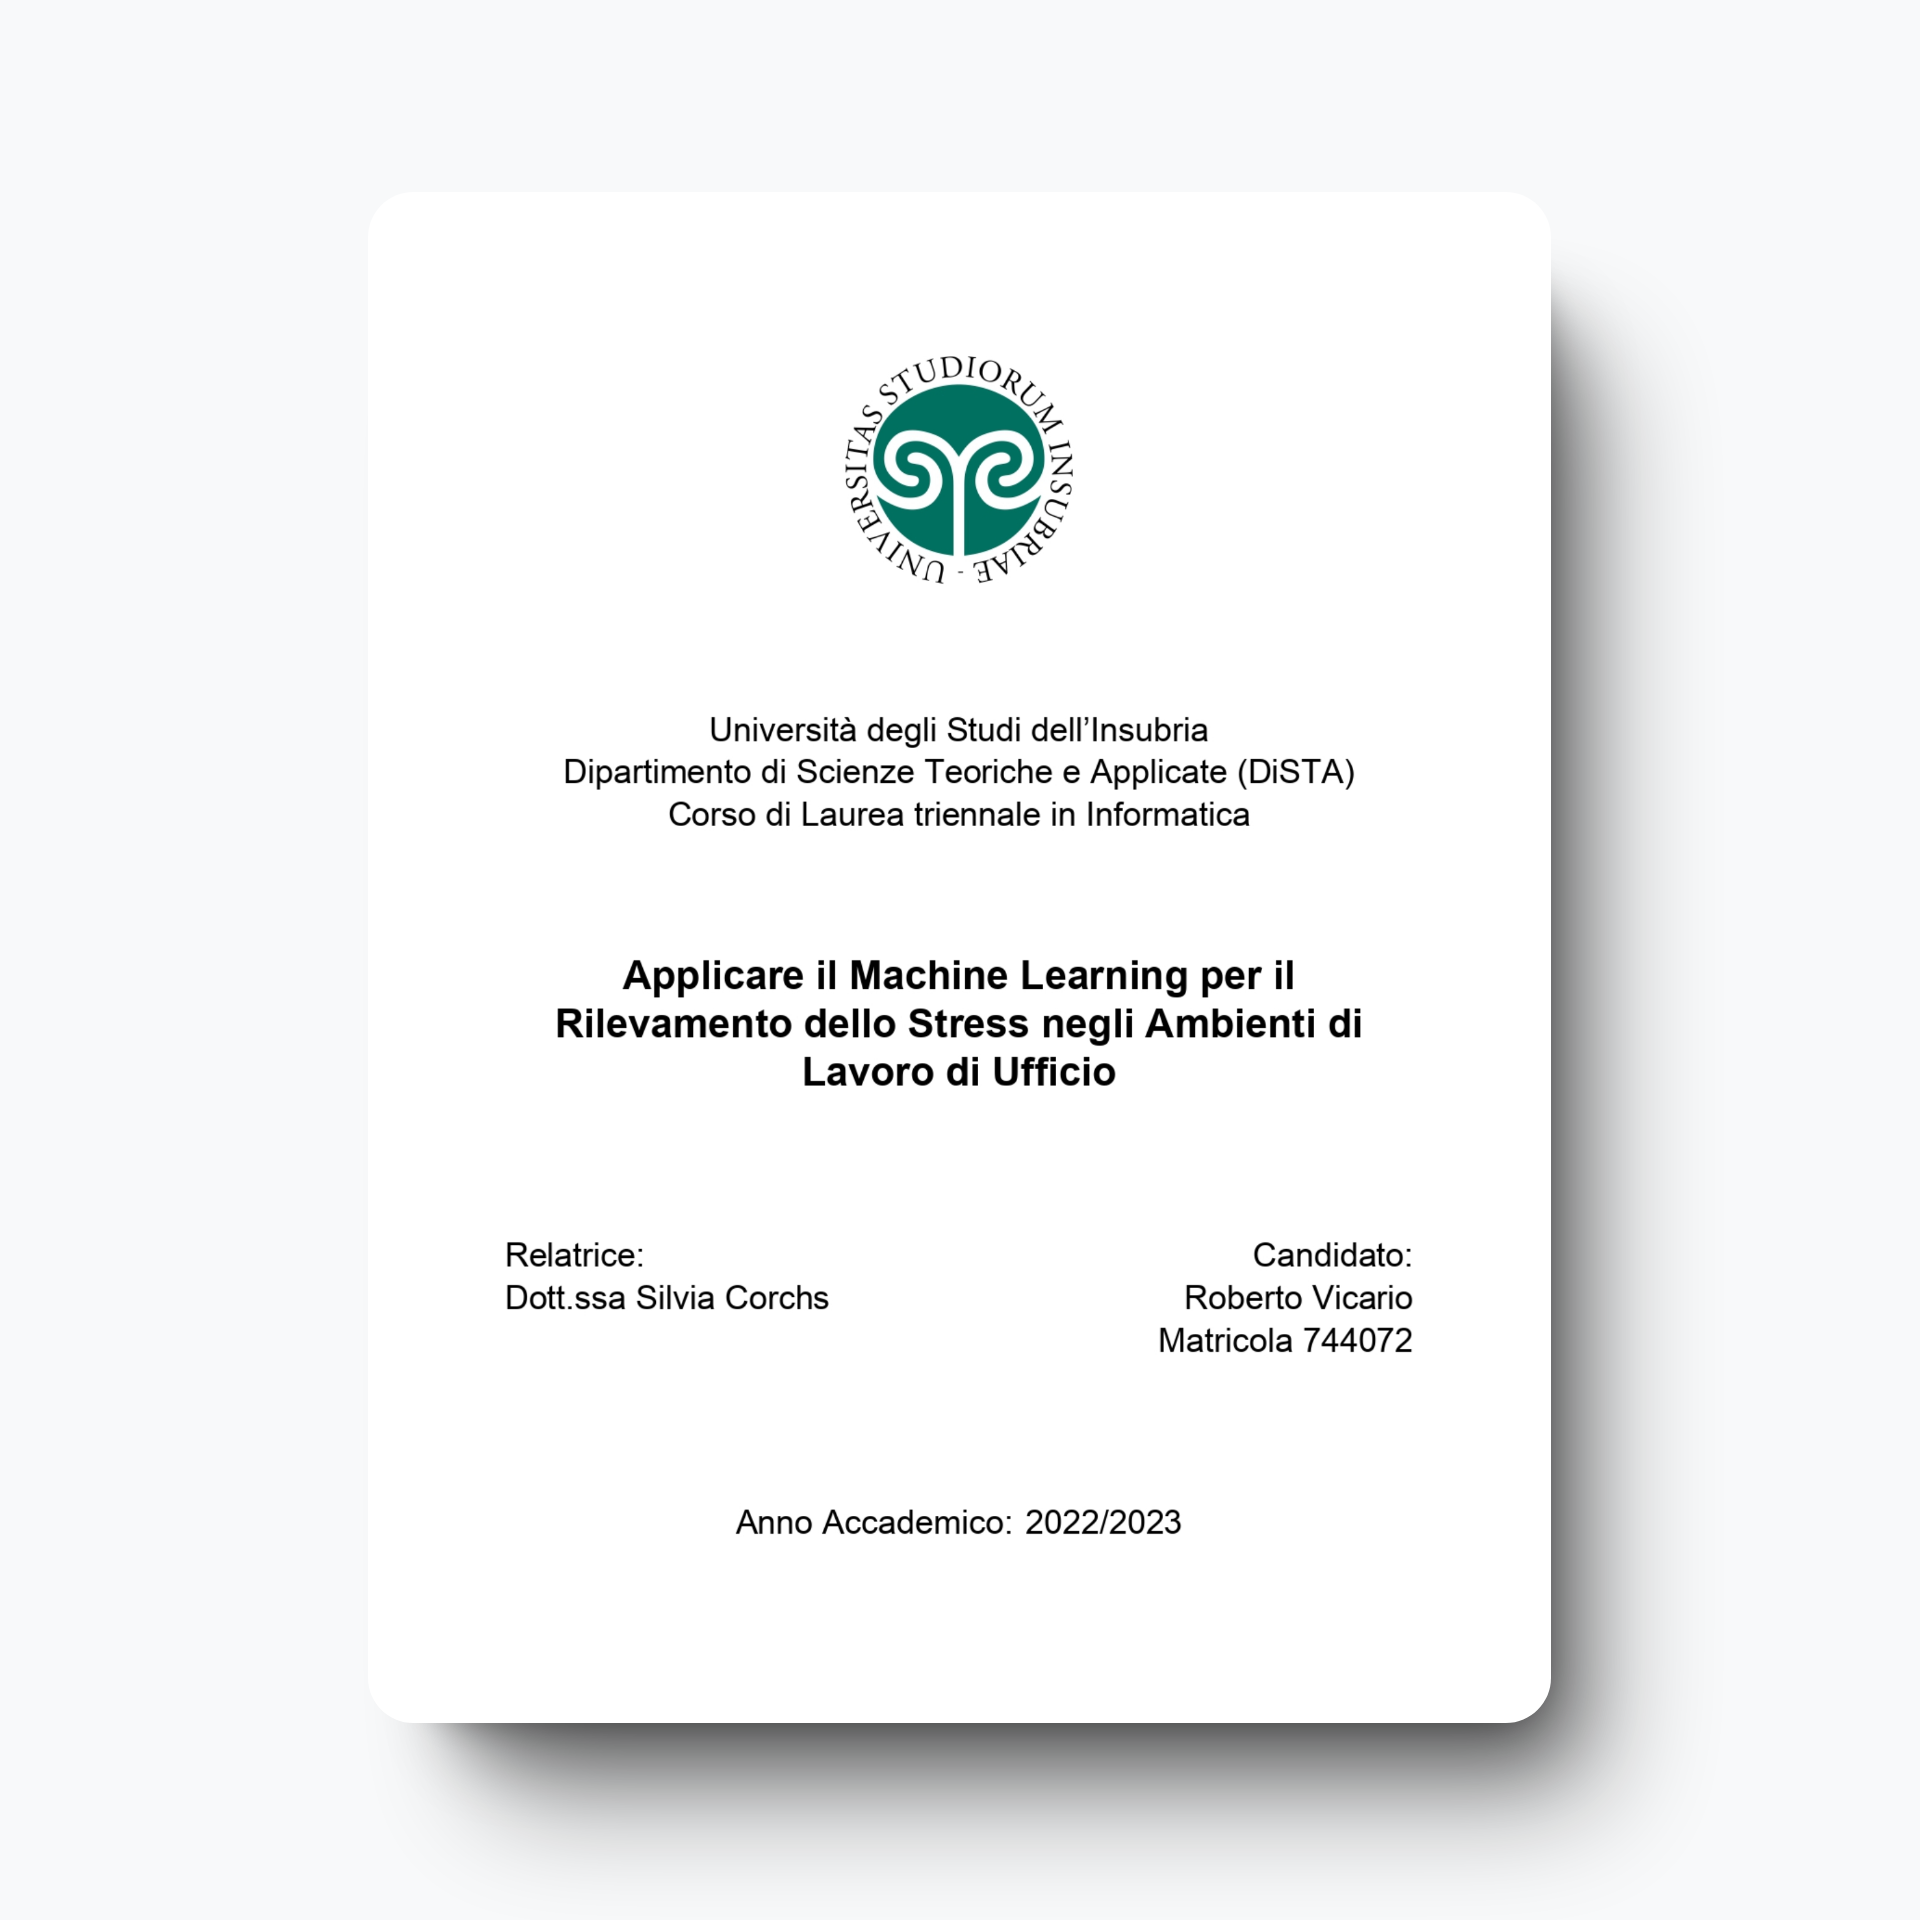 UNIVERSITAS STUDIORUM INSUBRIAE -
Università degli Studi dell’Insubria
Dipartimento di Scienze Teoriche e Applicate (DiSTA)
Corso di Laurea triennale in Informatica
Applicare il Machine Learning per il
Rilevamento dello Stress negli Ambienti di
Lavoro di Ufficio
Relatrice:
Dott.ssa Silvia Corchs
Candidato:
Roberto Vicario
Matricola 744072
Anno Accademico: 2022/2023